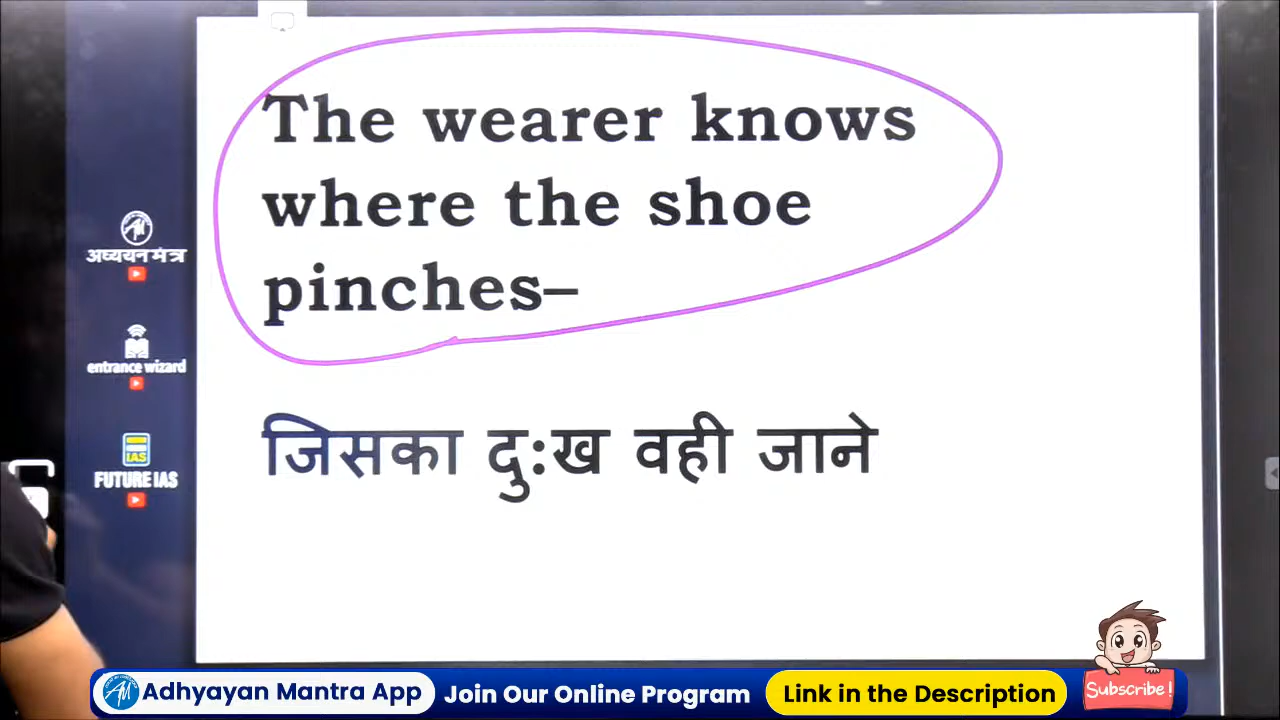 The wearer knows
where the shoe
pinches–
जिसका दुःख वही जाने
अध्ययन मंत्र
entrance wizard
IAS
FUTURE IAS
Adhyayan Mantra App
Join Our Online Program
Link in the Description
Subscribe!